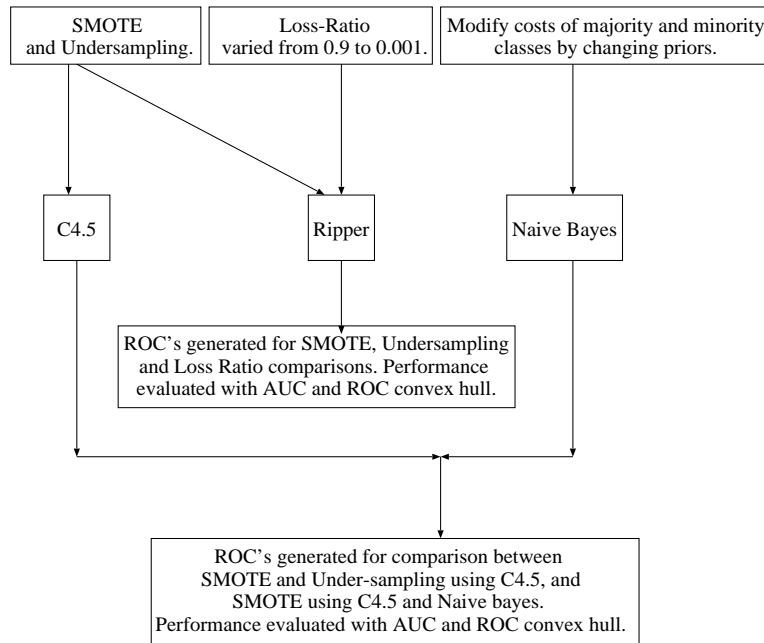 SMOTE
and Undersampling.
Loss-Ratio
varied from 0.9 to 0.001.
Modify costs of majority and minority
classes by changing priors.
C4.5
Ripper
Naive Bayes
ROC's generated for SMOTE, Undersampling
and Loss Ratio comparisons. Performance
evaluated with AUC and ROC convex hull.
ROC's generated for comparison between
SMOTE and Under-sampling using C4.5, and
SMOTE using C4.5 and Naive bayes.
Performance evaluated with AUC and ROC convex hull.